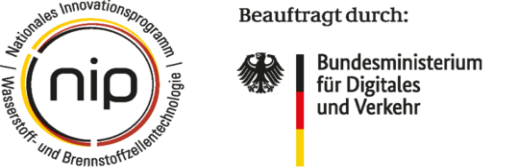 Nationales Innovationsprogramm |
nip
| Wasserstoff- und Brennstoffzellentechnologie |
Beauftragt durch:
Bundesministerium
für Digitales
und Verkehr